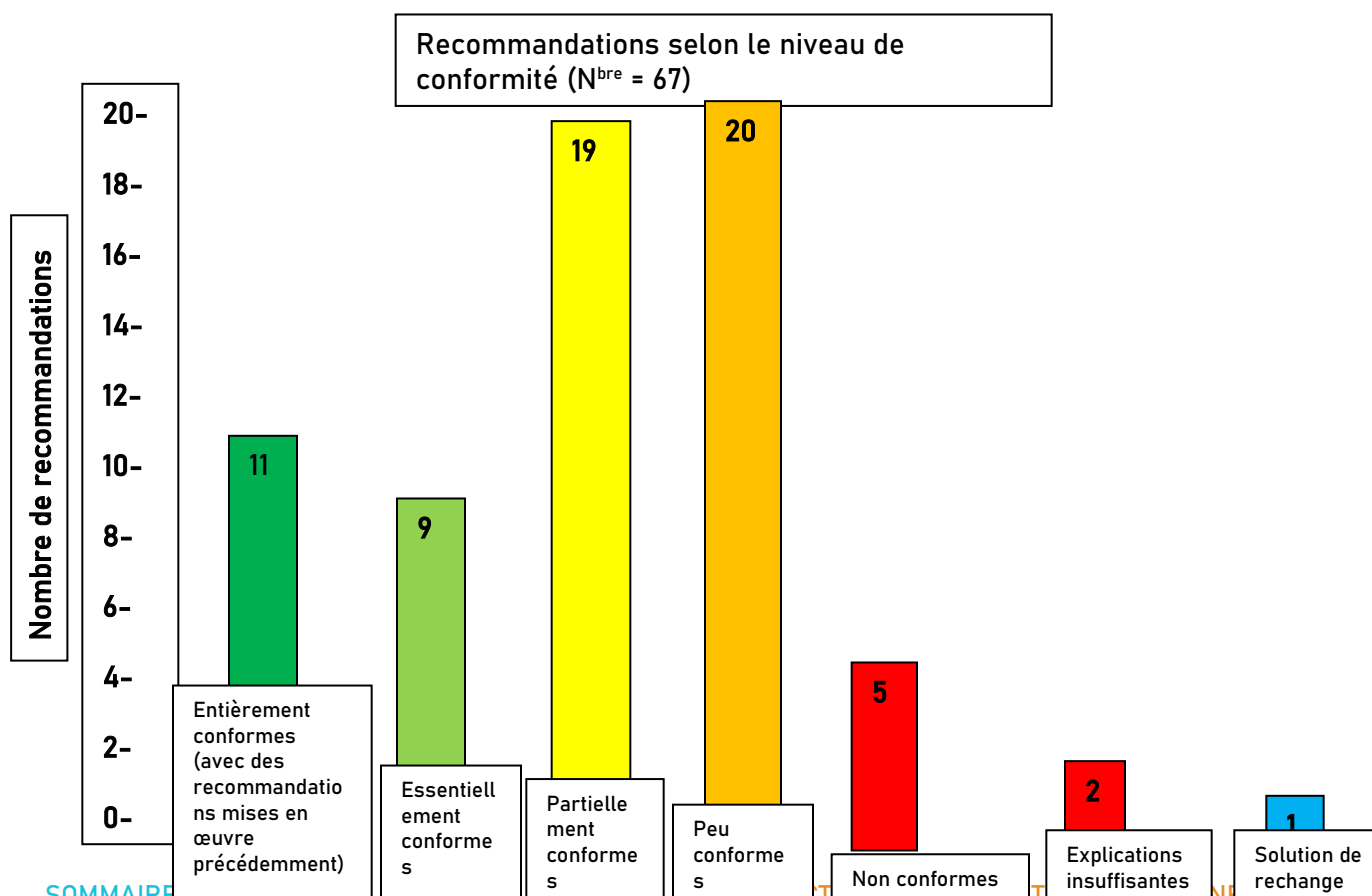 Recommandations selon le niveau de
conformité (Nbre = 67)
Nombre de recommandations
20-
18-
16-
14-
12-
10-
8-
6-
4-
2-
0-
11
9
19
20
5
2
1
Entièrement
conformes
(avec des
recommandatio
ns mises en
œuvre
précédemment)
Essentiell
ement
conforme
s
Partielle
ment
conforme
s
Peu
conforme
s
Non conformes
Explications
insuffisantes
Solution de
rechange
SOMMAIRE